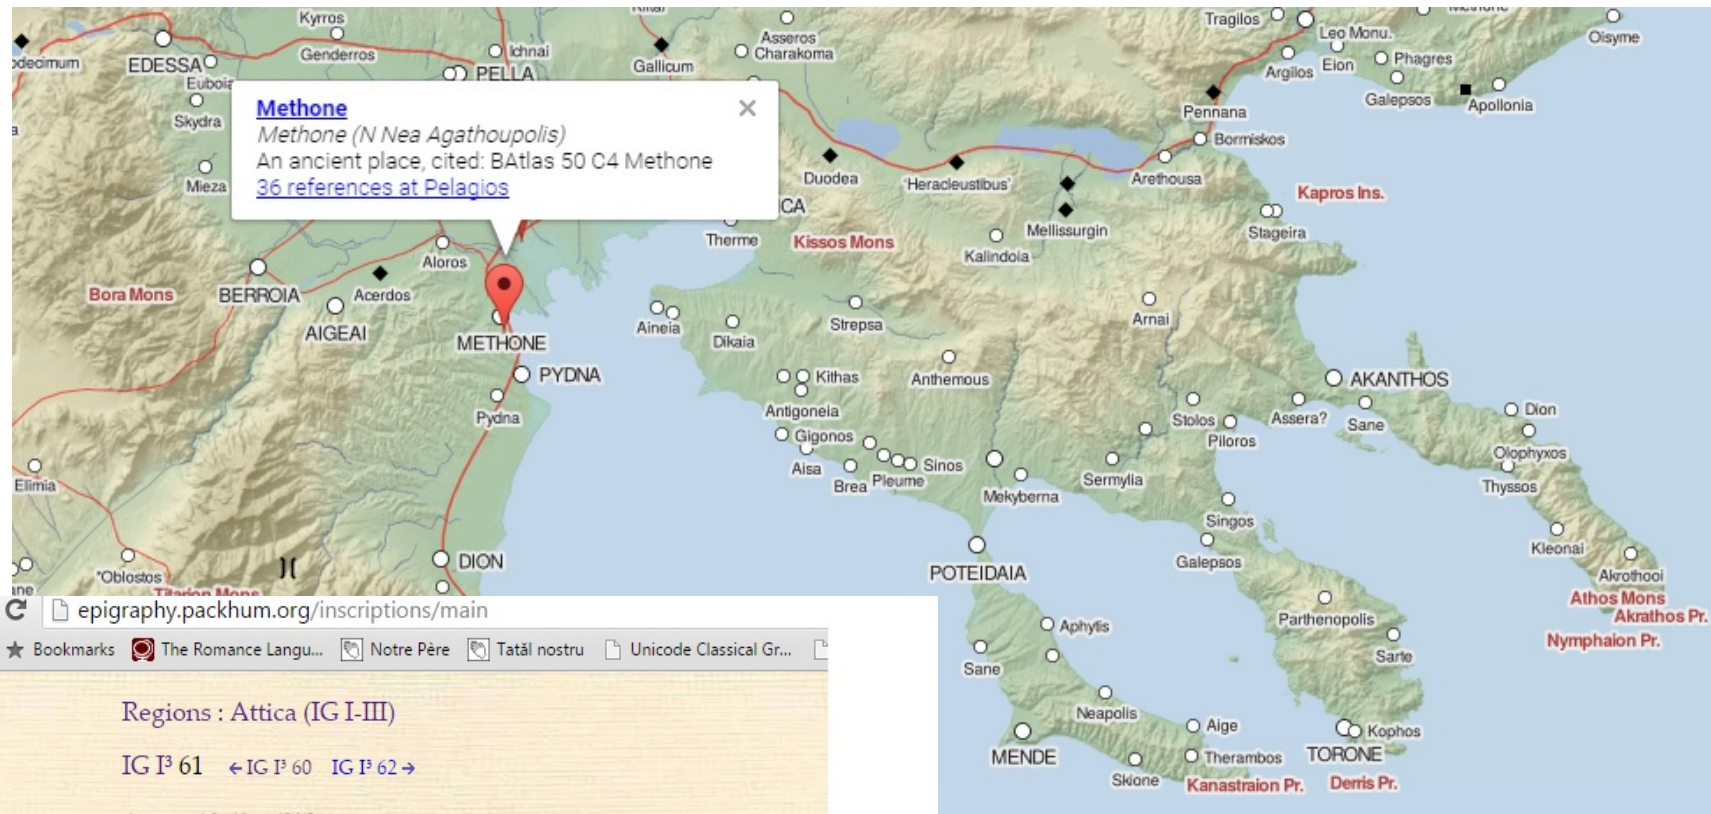 Kyrros
Tragilos
Leo Monu.
Oisyme
Asseros
Charakoma
Genderros
Ichnai
Gallicum
EDESSA
PELLA
Euboia
Argilos
Eion
Phagres
Galepsos
Apollonia
Skydra
Pennana
Methone
Methone (N Nea Agathoupolis)
An ancient place, cited: BAtlas 50 C4 Methone
36 references at Pelagios
Mieza
Bormiskos
Duodea
'Heracleustibus'
Arethousa
Kapros Ins.
Therme
Kissos Mons
Mellissurgin
Stageira
Kalindoia
Aloros
Bora Mons
BERROIA
Acerdos
AIGEAI
METHONE
Aineia
Dikaia
Strepsa
Arnai
PYDNA
Pydna
Kithas
Anthemous
AKANTHOS
Antigoneia
Gigonos
Stolos
Piloros
Assera?
Sane
Dion
Olophyxos
Thyssos
Aisa
Brea
Pleume
Sinos
Mekyberna
Sermylia
Elimia
Singos
Kleonai
DION
POTEIDAIA
Galepsos
Akrothooi
*Oblostos
Titarion Mons
Parthenopolis
Athos Mons
Akrathos Pr.
Nymphaion Pr.
Aphytis
Sane
Sarte
Neapolis
Aige
Kophos
MENDE
Therambos
TORONE
Skione
Kanastraion Pr.
Derris Pr.
epigraphy.packhum.org/inscriptions/main
Bookmarks The Romance Langu... Notre Père Tatăl nostru Unicode Classical Gr...
Regions : Attica (IG I-III)
IG I³ 61 ←IG I³ 60 IG I³ 62→